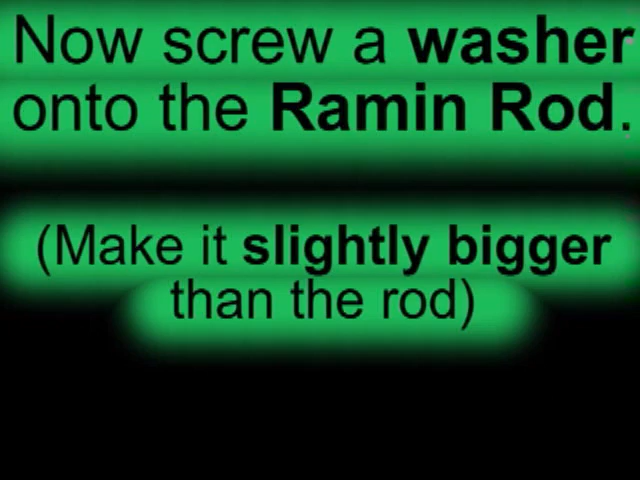 Now screw a washer
onto the Ramin Rod.
(Make it slightly bigger
than the rod)